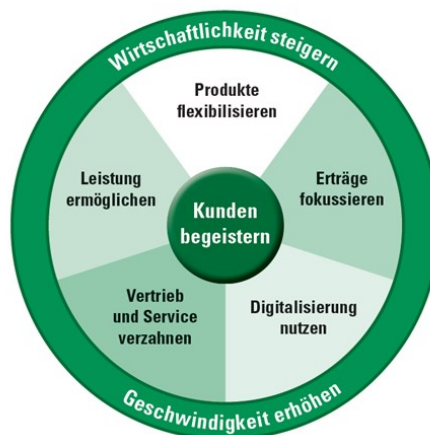 Wirtschaftlichkeit steigern
Produkte
flexibilisieren
Leistung
ermöglichen
Erträge
fokussieren
Kunden
begeistern
Vertrieb
und Service
verzahnen
Digitalisierung
nutzen
Geschwindigkeit erhöhen